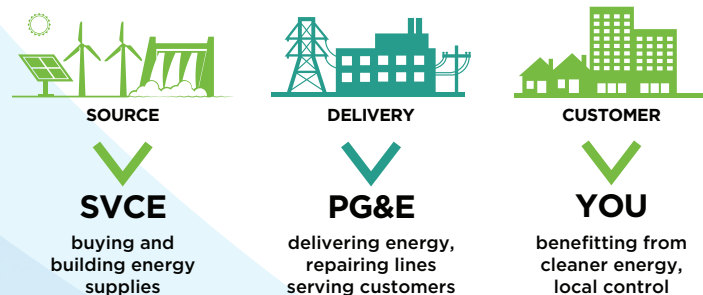 SOURCE
SVCE
buying and
building energy
supplies
DELIVERY
PG&E
delivering energy,
repairing lines
serving customers
CUSTOMER
YOU
benefitting from
cleaner energy,
local control